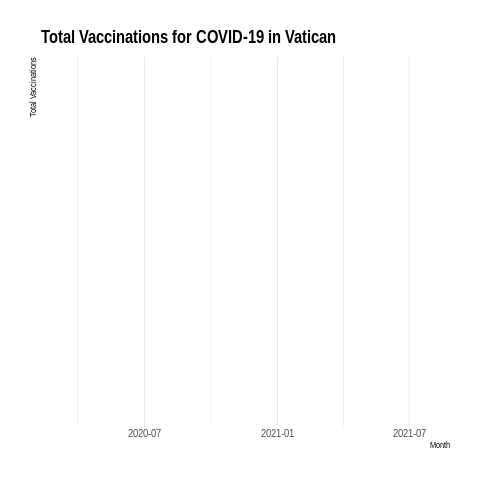 Total Vaccinations for COVID-19 in Vatican
Total Vaccinations
2020-07 2021-01 2021-07
Month